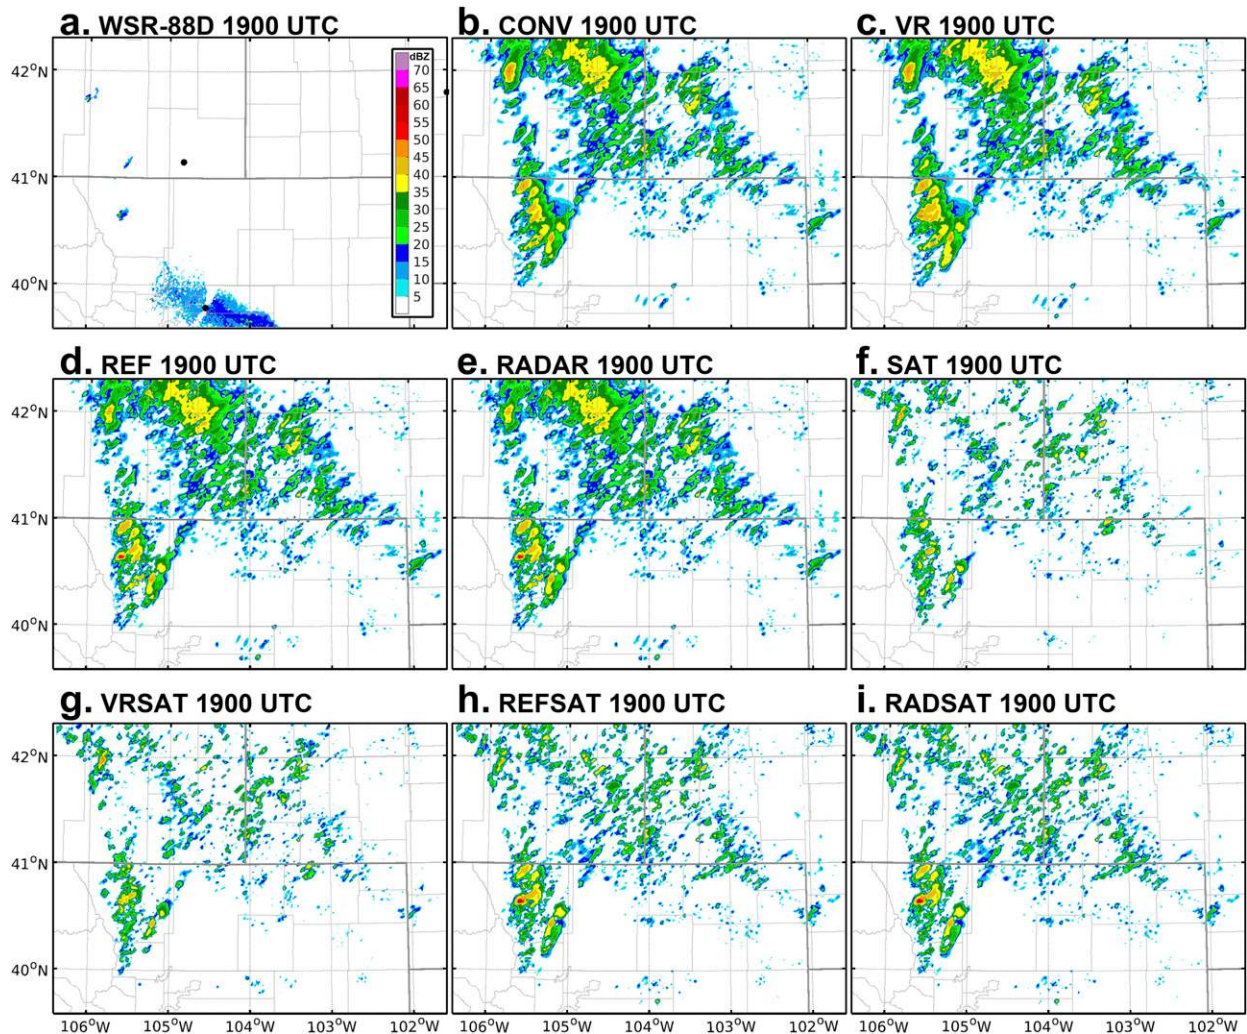 a. WSR-88D 1900 UTC
b. CONV 1900 UTC
c. VR 1900 UTC
dBZ
70
65
60
55
50
45
40
35
30
25
20
15
10
5
42°N
41°N
40°N
d. REF 1900 UTC
e. RADAR 1900 UTC
f. SAT 1900 UTC
42°N
41°N
40°N
g. VRSAT 1900 UTC
h. REFSAT 1900 UTC
i. RADSAT 1900 UTC
42°N
41°N
40°N
106°W 105°W 104°W 103°W 102°W
106°W 105°W 104°W 103°W 102°W
106°W 105°W 104°W 103°W 102°W